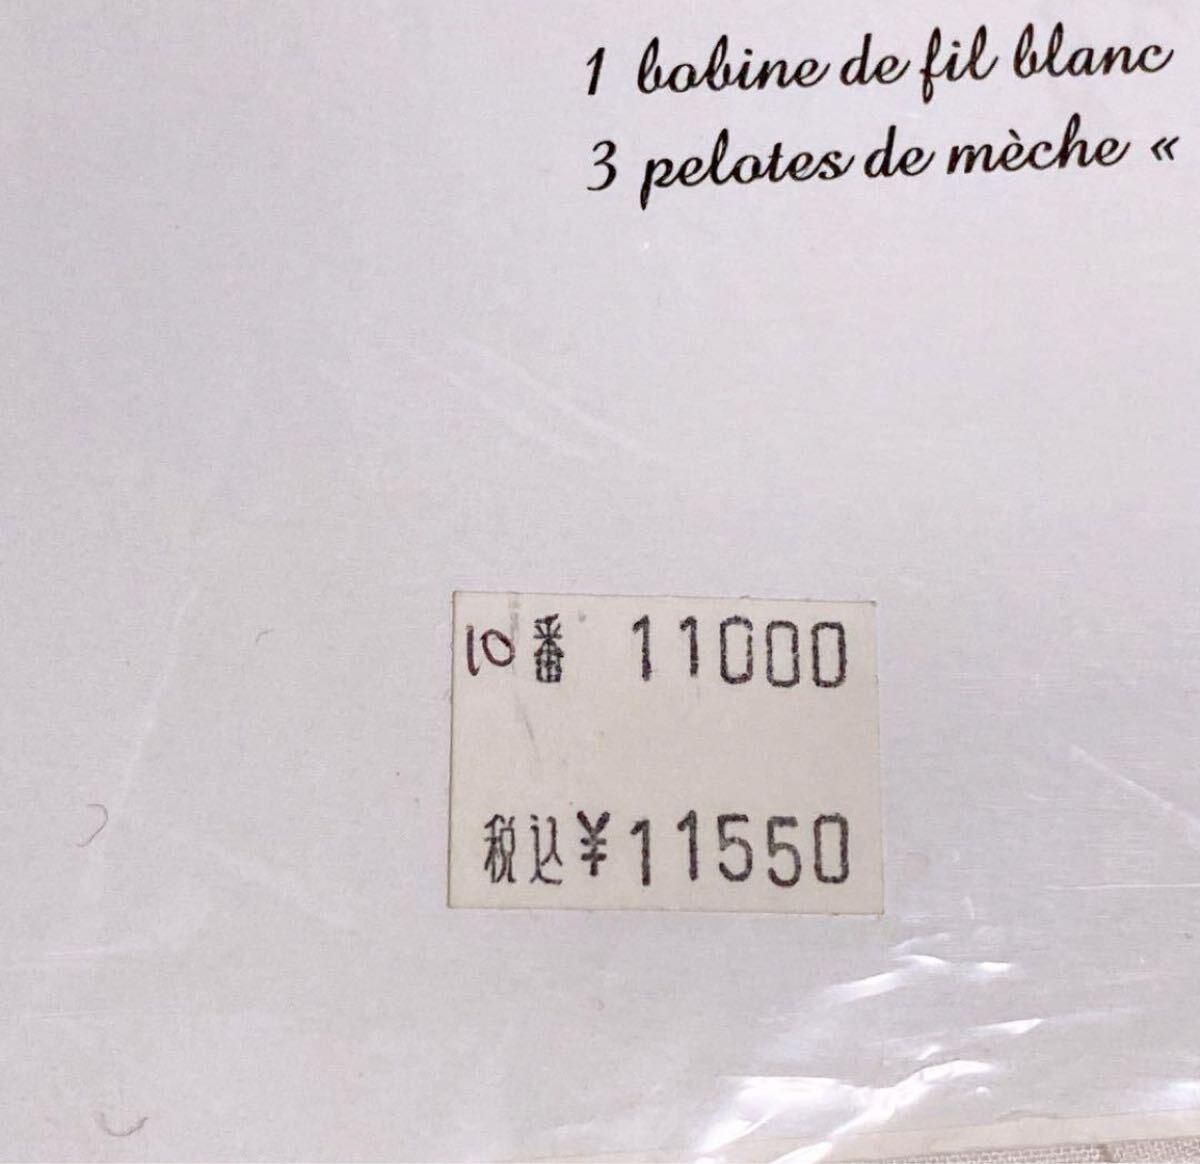 1 bobine de fil blanc
3 pelotes de mèche «
10番 11000
税込¥11550